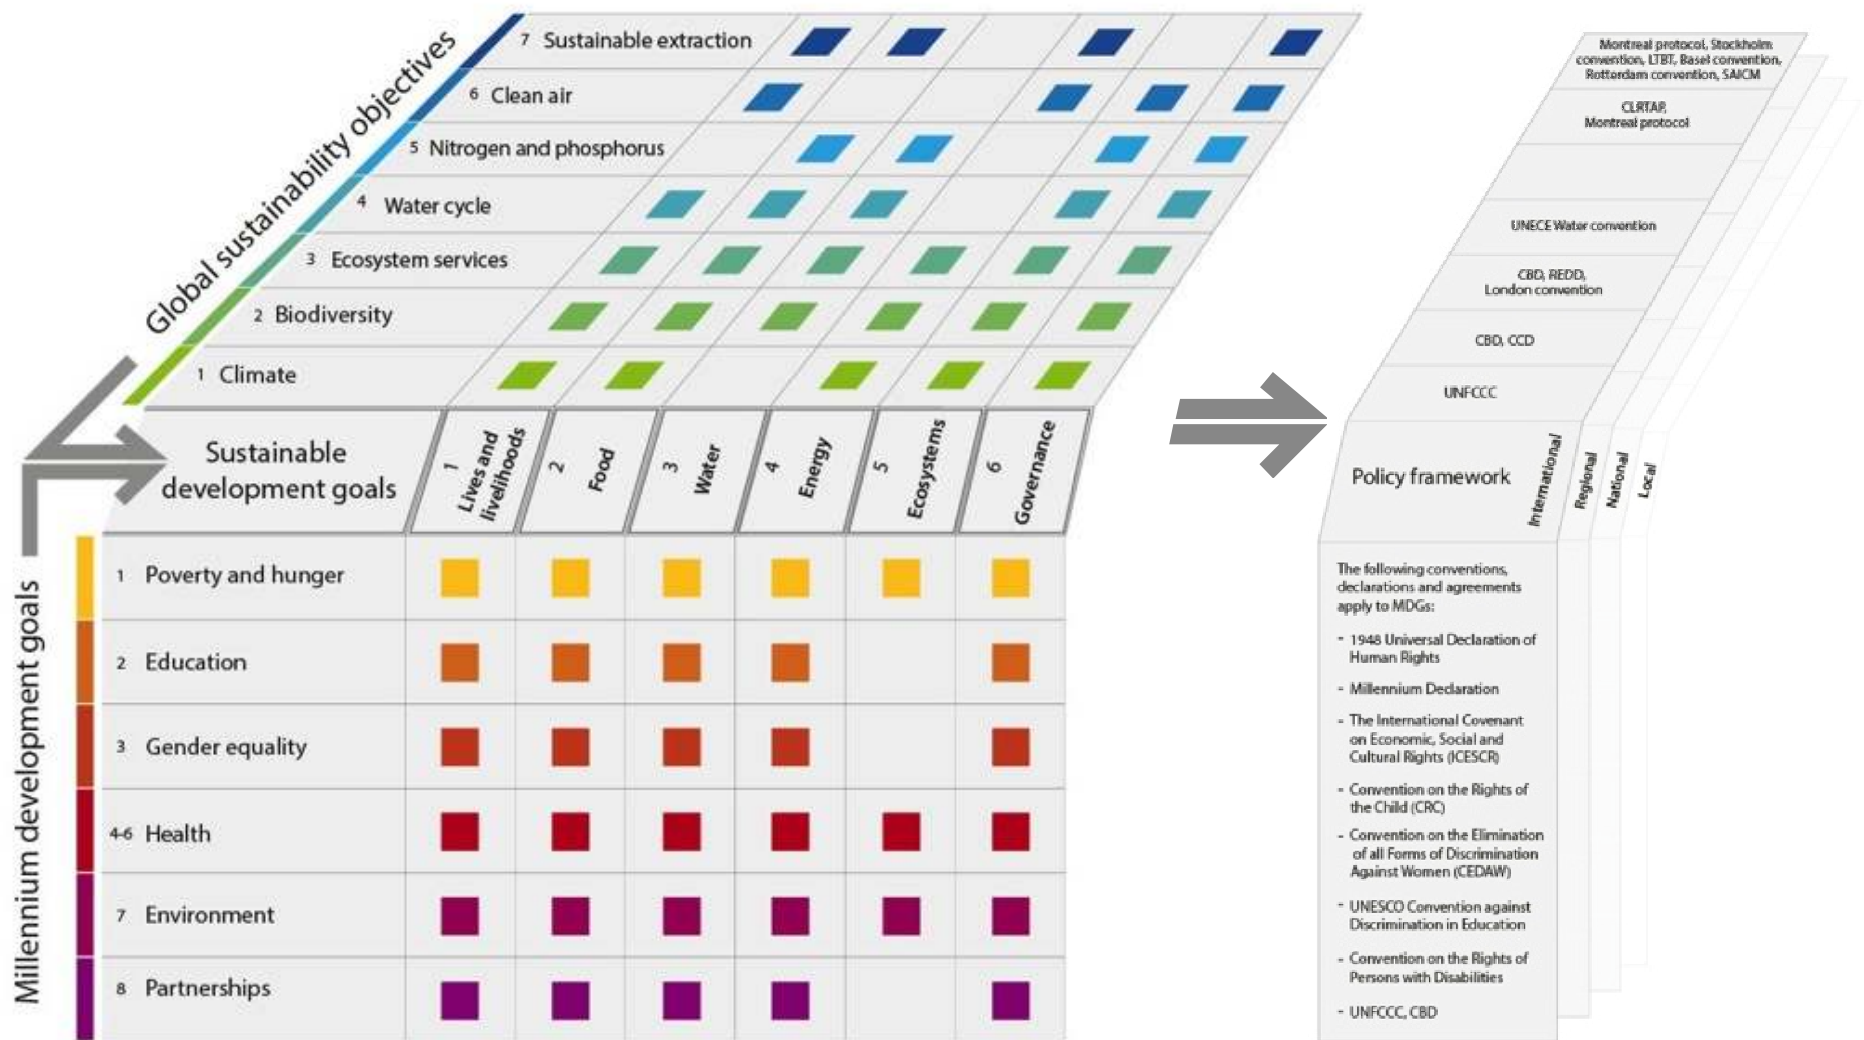 Global sustainability objectives
7 Sustainable extraction
6 Clean air
5 Nitrogen and phosphorus
4 Water cycle
3 Ecosystem services
2 Biodiversity
1 Climate
Sustainable
development goals
1 Lives and
livelihoods
2 Food
3 Water
4 Energy
5 Ecosystems
6 Governance
Millennium development goals
1 Poverty and hunger
2 Education
3 Gender equality
4-6 Health
7 Environment
8 Partnerships
Montreal protocol, Stockholm
convention, LTBT, Basel convention,
Rotterdam convention, SAICM
CLRTAP,
Montreal protocol
UNECE Water convention
CBD, REDD,
London convention
CBD, CCD
UNFCCC
Policy framework
International
Regional
National
Local
The following conventions,
declarations and agreements
apply to MDGs:
- 1948 Universal Declaration of
Human Rights
- Millennium Declaration
- The International Covenant
on Economic, Social and
Cultural Rights (ICESCR)
- Convention on the Rights of
the Child (CRC)
- Convention on the Elimination
of all Forms of Discrimination
Against Women (CEDAW)
- UNESCO Convention against
Discrimination in Education
- Convention on the Rights of
Persons with Disabilities
- UNFCCC, CBD